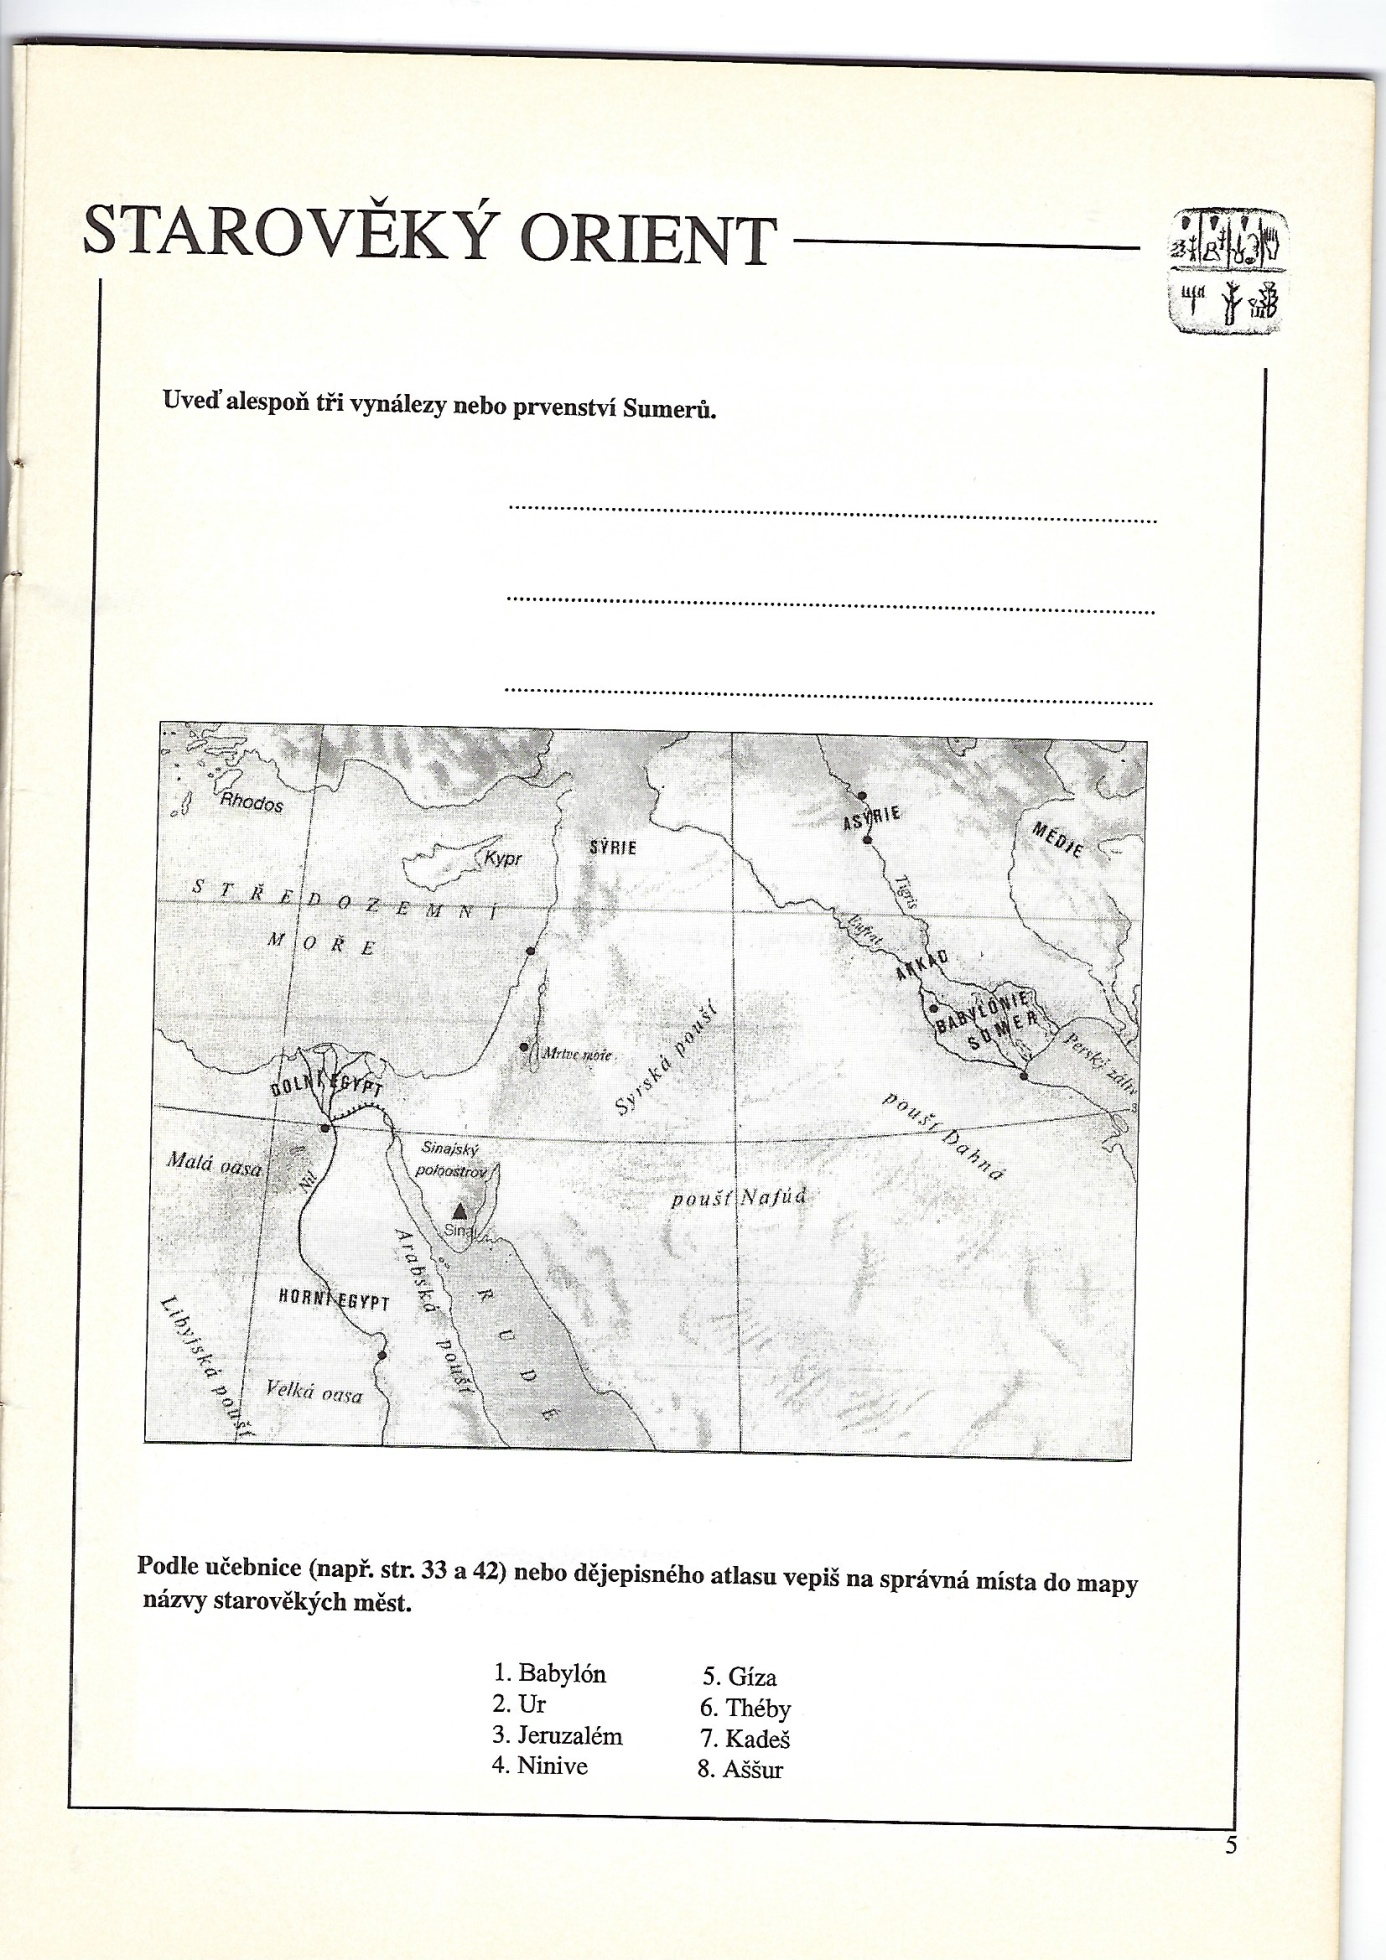 STAROVĚKÝ ORIENT
Uveď alespoň tři vynálezy nebo prvenství Sumerů.
Rhodos
Kypr
SÝRIE
ASÝRIE
MÉDIE
Tigris
STŘEDOZEMNÍ
MOŘE
Eufrat
AKKAD
BABYLÓNIE
SUMER
Perský záliv
Mrtvé moře
Syrská poušť
DOLNÍ EGYPT
poušť Dahná
Malá oasa
Nil
Sinajský
poloostrov
Sinaj
poušť Nafúd
Arabská poušť
HORNÍ EGYPT
RUDÉ
Libyjská poušť
Velká oasa
Podle učebnice (např. str. 33 a 42) nebo dějepisného atlasu vepiš na správná místa do mapy
názvy starověkých měst.
1. Babylón
2. Ur
3. Jeruzalém
4. Ninive
5. Gíza
6. Théby
7. Kadeš
8. Aššur
5